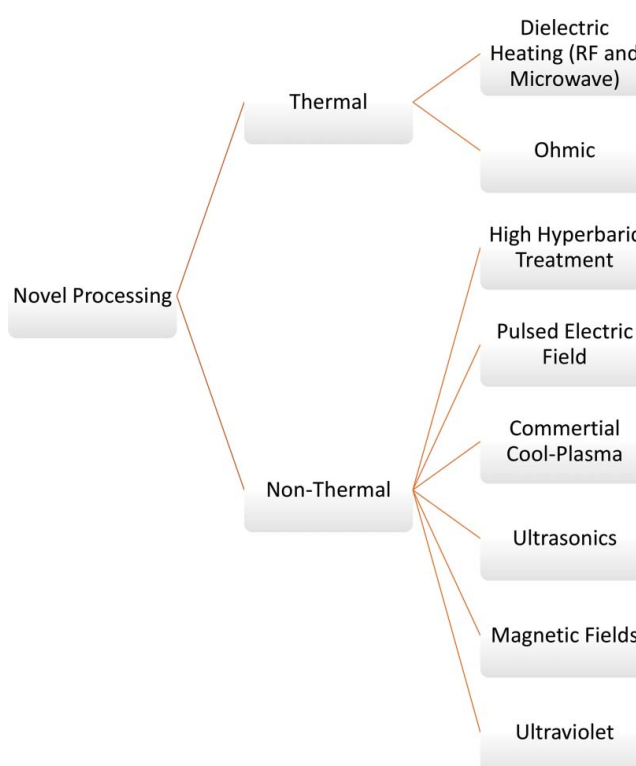 Dielectric
Heating (RF and
Microwave)
Thermal
Ohmic
High Hyperbaric
Treatment
Novel Processing
Pulsed Electric
Field
Commertial
Cool-Plasma
Non-Thermal
Ultrasonics
Magnetic Fields
Ultraviolet